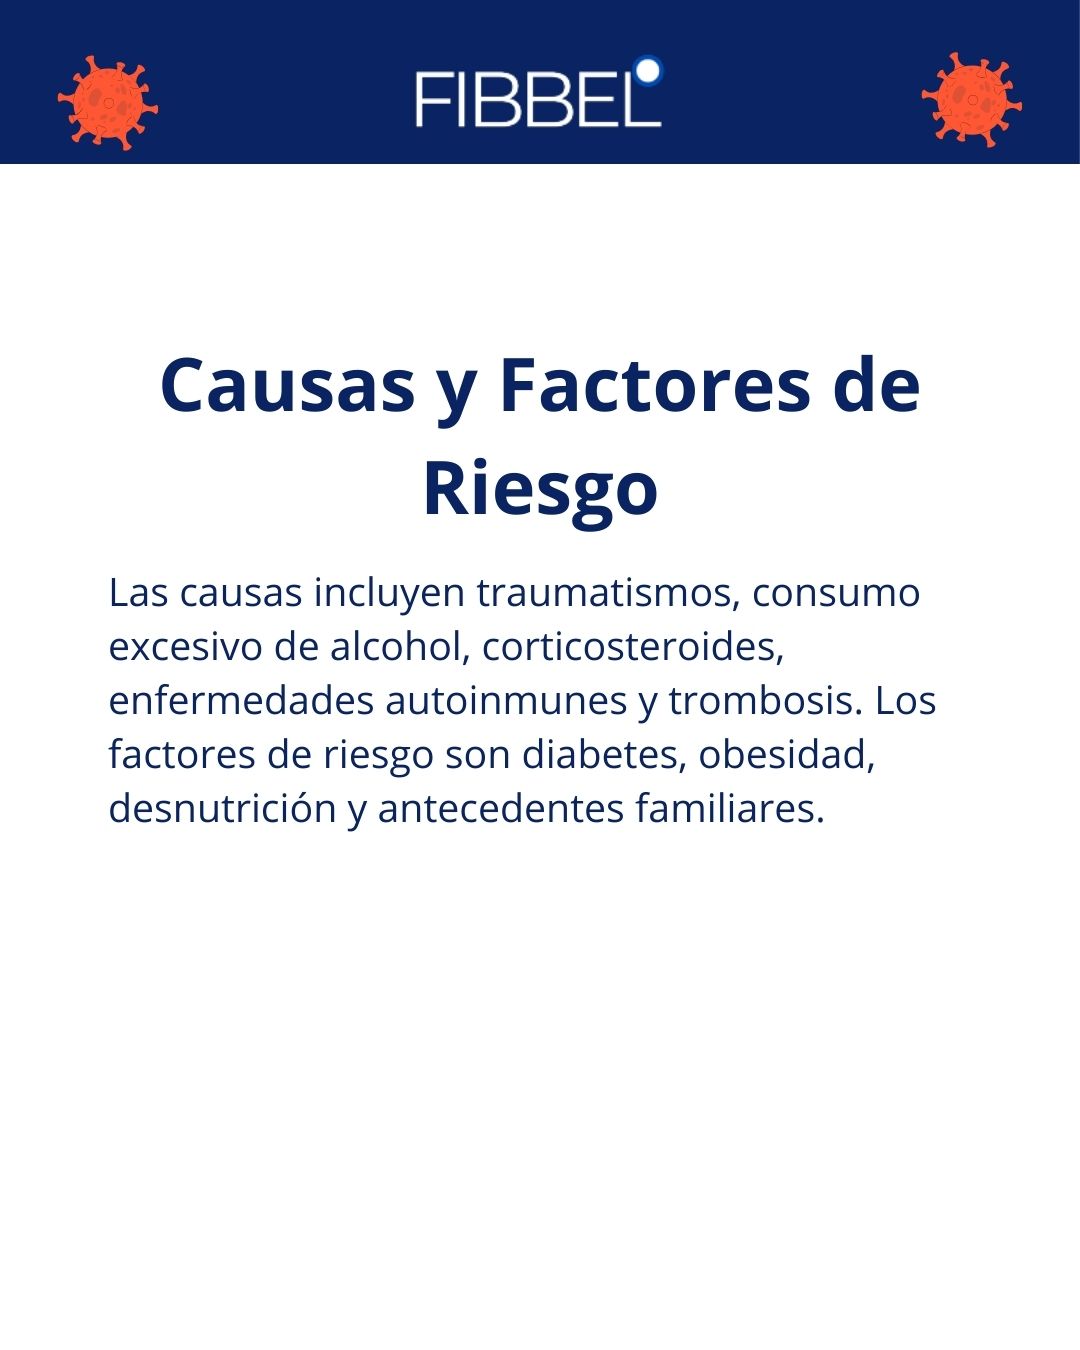 FIBBEL
Causas y Factores de
Riesgo
Las causas incluyen traumatismos, consumo
excesivo de alcohol, corticosteroides,
enfermedades autoinmunes y trombosis. Los
factores de riesgo son diabetes, obesidad,
desnutrición y antecedentes familiares.